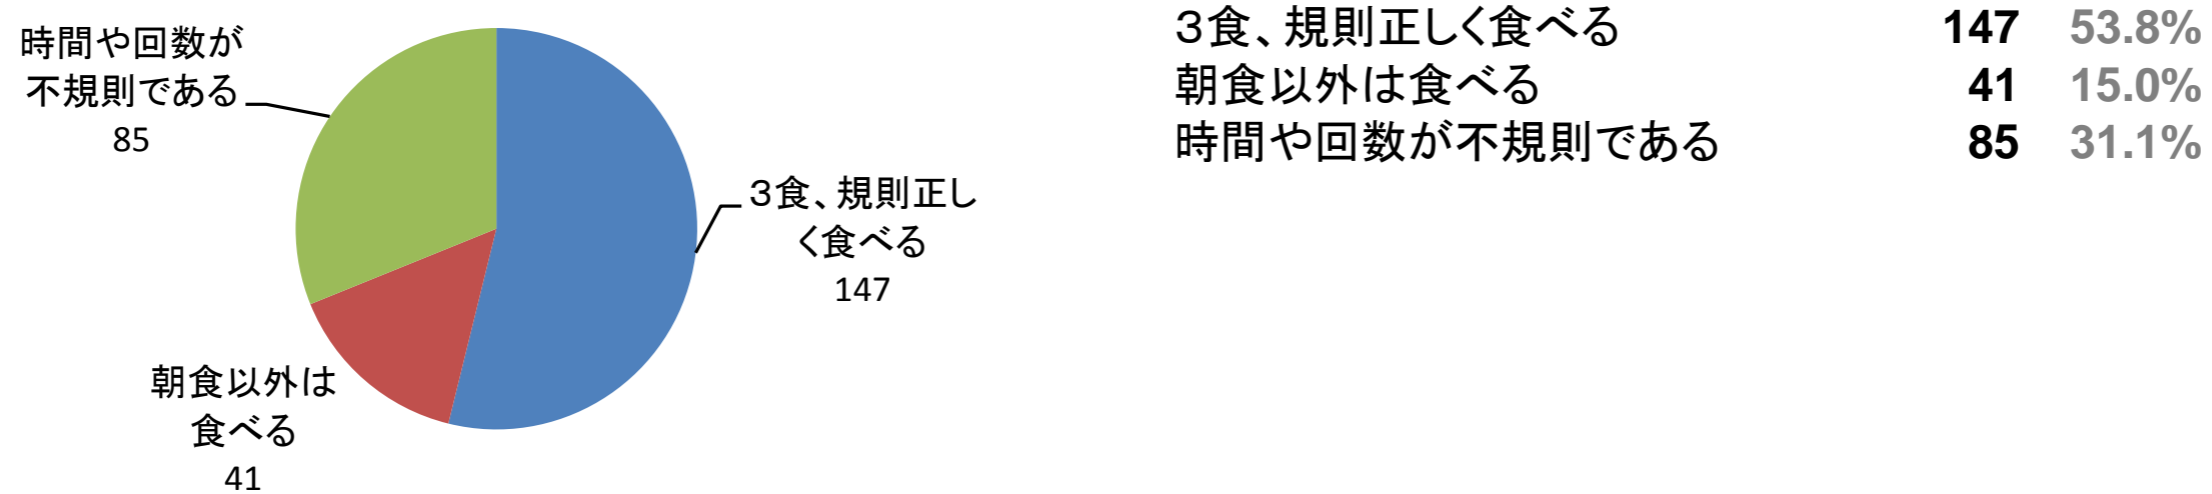 時間や回数が
不規則である
85
3食、規則正し
く食べる
147
朝食以外は
食べる
41
3食、規則正しく食べる 147 53.8%
朝食以外は食べる 41 15.0%
時間や回数が不規則である 85 31.1%